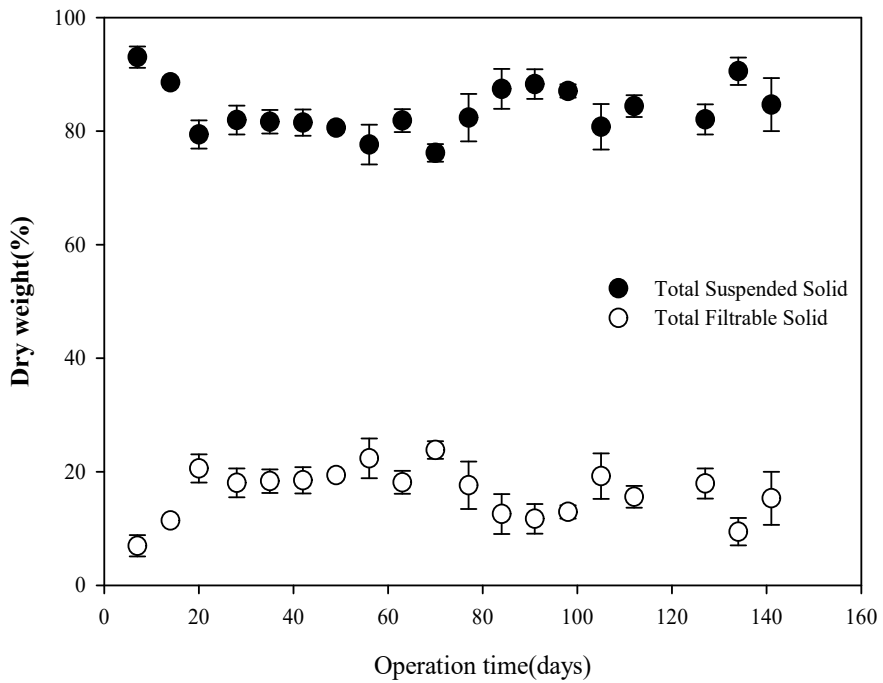 100
80
60
40
20
0
Dry weight(%)
Total Suspended Solid
Total Filtrable Solid
0 20 40 60 80 100 120 140 160
Operation time(days)